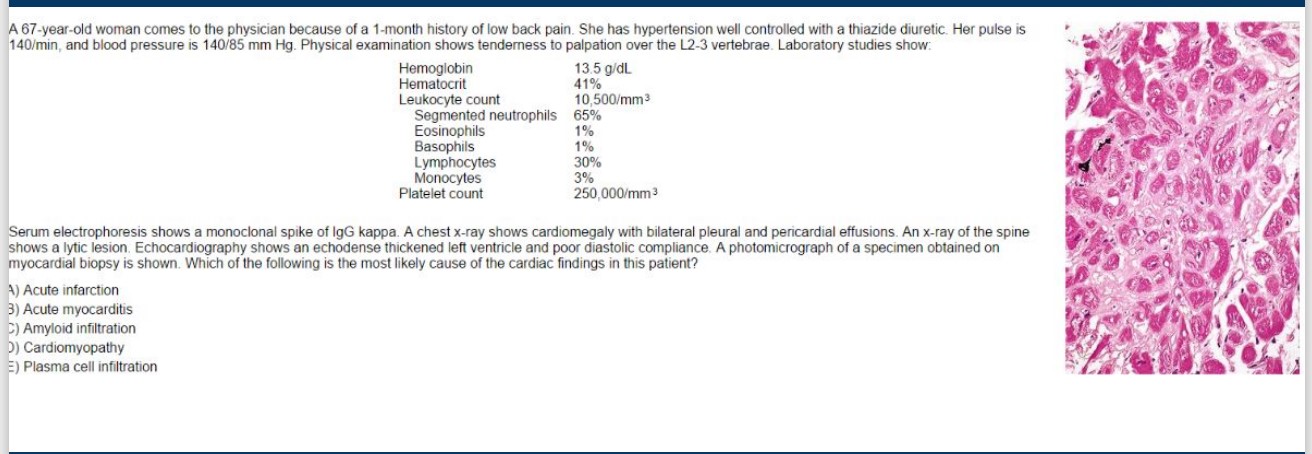 A 67-year-old woman comes to the physician because of a 1-month history of low back pain. She has hypertension well controlled with a thiazide diuretic. Her pulse is
140/min, and blood pressure is 140/85 mm Hg. Physical examination shows tenderness to palpation over the L2-3 vertebrae. Laboratory studies show:
Hemoglobin 13.5 g/dL
Hematocrit 41%
Leukocyte count 10,500/mm³
Segmented neutrophils 65%
Eosinophils 1%
Basophils 1%
Lymphocytes 30%
Monocytes 3%
Platelet count 250,000/mm³
Serum electrophoresis shows a monoclonal spike of IgG kappa. A chest x-ray shows cardiomegaly with bilateral pleural and pericardial effusions. An x-ray of the spine
shows a lytic lesion. Echocardiography shows an echodense thickened left ventricle and poor diastolic compliance. A photomicrograph of a specimen obtained on
myocardial biopsy is shown. Which of the following is the most likely cause of the cardiac findings in this patient?
A) Acute infarction
B) Acute myocarditis
C) Amyloid infiltration
D) Cardiomyopathy
E) Plasma cell infiltration